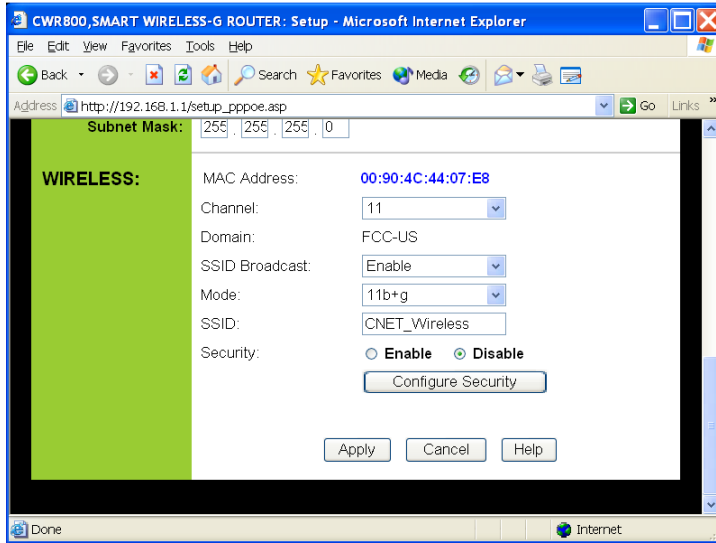 CWR800,SMART WIRELESS-G ROUTER: Setup - Microsoft Internet Explorer
File Edit View Favorites Tools Help
Back Search Favorites Media
Address http://192.168.1.1/setup_pppoe.asp Go Links »
Subnet Mask: 255 . 255 . 255 . 0
WIRELESS:
MAC Address: 00:90:4C:44:07:E8
Channel: 11
Domain: FCC-US
SSID Broadcast: Enable
Mode: 11b+g
SSID: CNET_Wireless
Security: Enable Disable
Configure Security
Apply Cancel Help
Done Internet